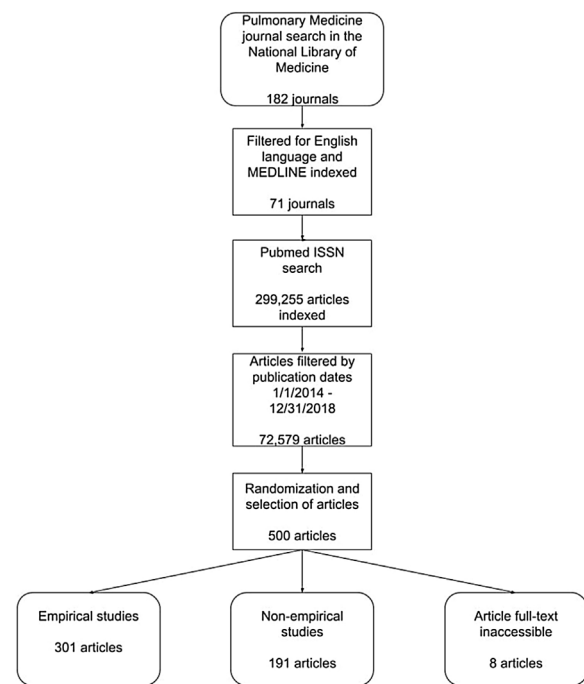 Pulmonary Medicine
journal search in the
National Library of
Medicine
182 journals
Filtered for English
language and
MEDLINE indexed
71 journals
Pubmed ISSN
search
299,255 articles
indexed
Articles filtered by
publication dates
1/1/2014 -
12/31/2018
72,579 articles
Randomization and
selection of articles
500 articles
Empirical studies
301 articles
Non-empirical
studies
191 articles
Article full-text
inaccessible
8 articles